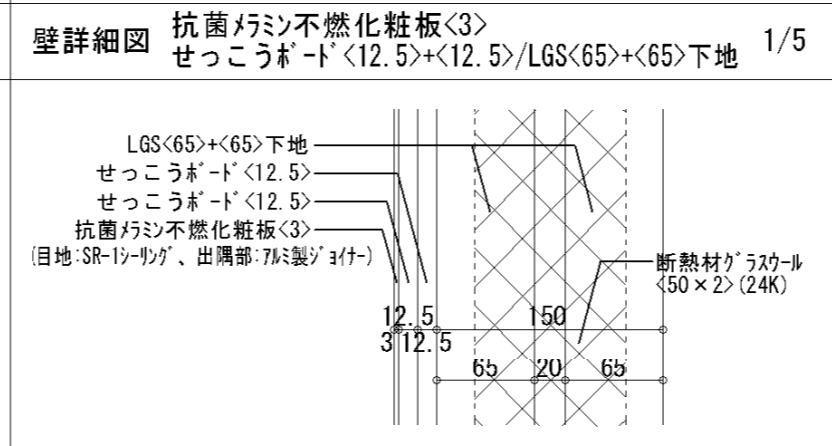 壁詳細図
抗菌ﾒﾗﾐﾝ不燃化粧板<3>
せっこうﾎﾞｰﾄﾞ<12.5>+<12.5>/LGS<65>+<65>下地
1/5
LGS<65>+<65>下地
せっこうﾎﾞｰﾄﾞ<12.5>
せっこうﾎﾞｰﾄﾞ<12.5>
抗菌ﾒﾗﾐﾝ不燃化粧板<3>
(目地:SR-1ｼｰﾘﾝｸﾞ、出隅部:ｱﾙﾐ製ｼﾞｮｲﾅｰ)
断熱材ｸﾞﾗｽｳｰﾙ
<50×2>(24K)
12.5 150
3 12.5
65 20 65